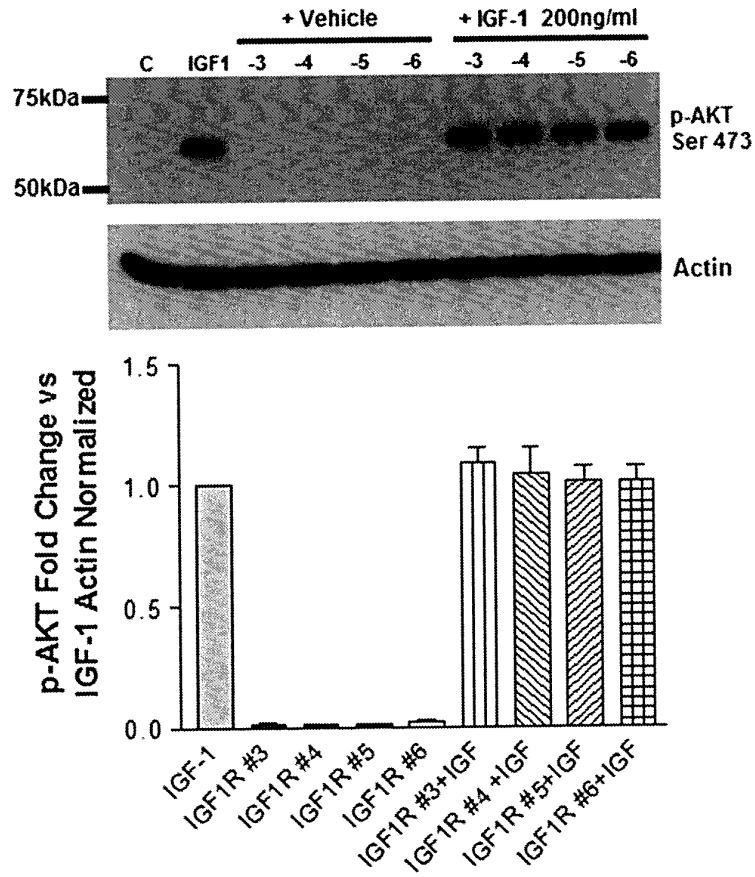 + Vehicle
+ IGF-1 200ng/ml
C IGF1 -3 -4 -5 -6 -3 -4 -5 -6
75kDa
p-AKT
Ser 473
50kDa
Actin
p-AKT Fold Change vs
IGF-1 Actin Normalized
1.5
1.0
0.5
0.0
IGF-1
IGF1R #3
IGF1R #4
IGF1R #5
IGF1R #6
IGF1R #3+IGF
IGF1R #4 +IGF
IGF1R #5+IGF
IGF1R #6+IGF